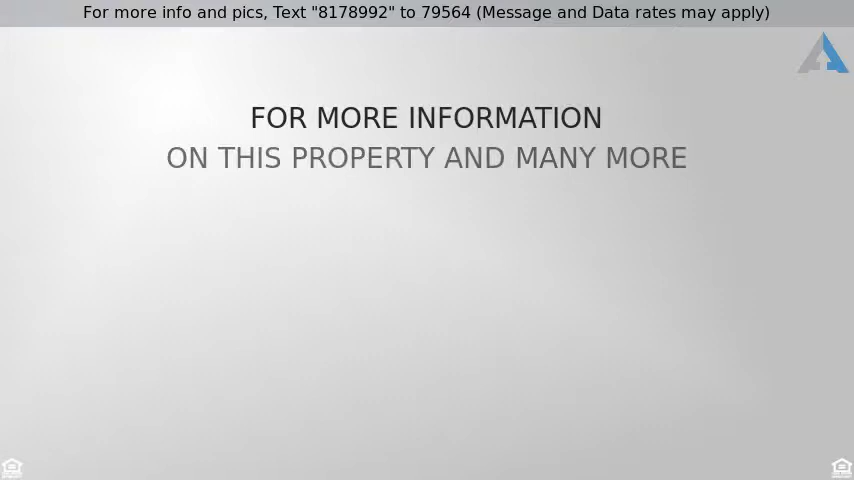 For more info and pics, Text "8178992" to 79564 (Message and Data rates may apply)
FOR MORE INFORMATION
ON THIS PROPERTY AND MANY MORE